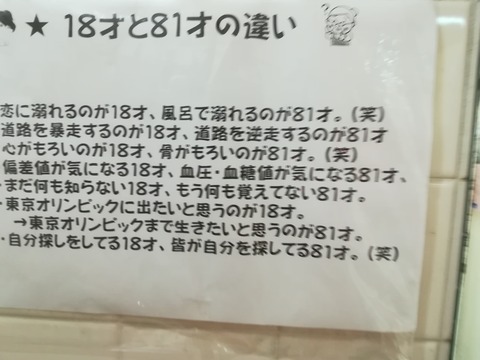 ★ 18才と81才の違い
恋に溺れるのが18才、風呂で溺れるのが81才。(笑)
道路を暴走するのが18才、道路を逆走するのが81才
心がもろいのが18才、骨がもろいのが81才。(笑)
偏差値が気になる18才、血圧・血糖値が気になる81才、
・まだ何も知らない18才、もう何も覚えてない81才。
・東京オリンピックに出たいと思うのが18才。
→東京オリンピックまで生きたいと思うのが81才。
・自分探しをしてる18才、皆が自分を探してる81才。(笑)